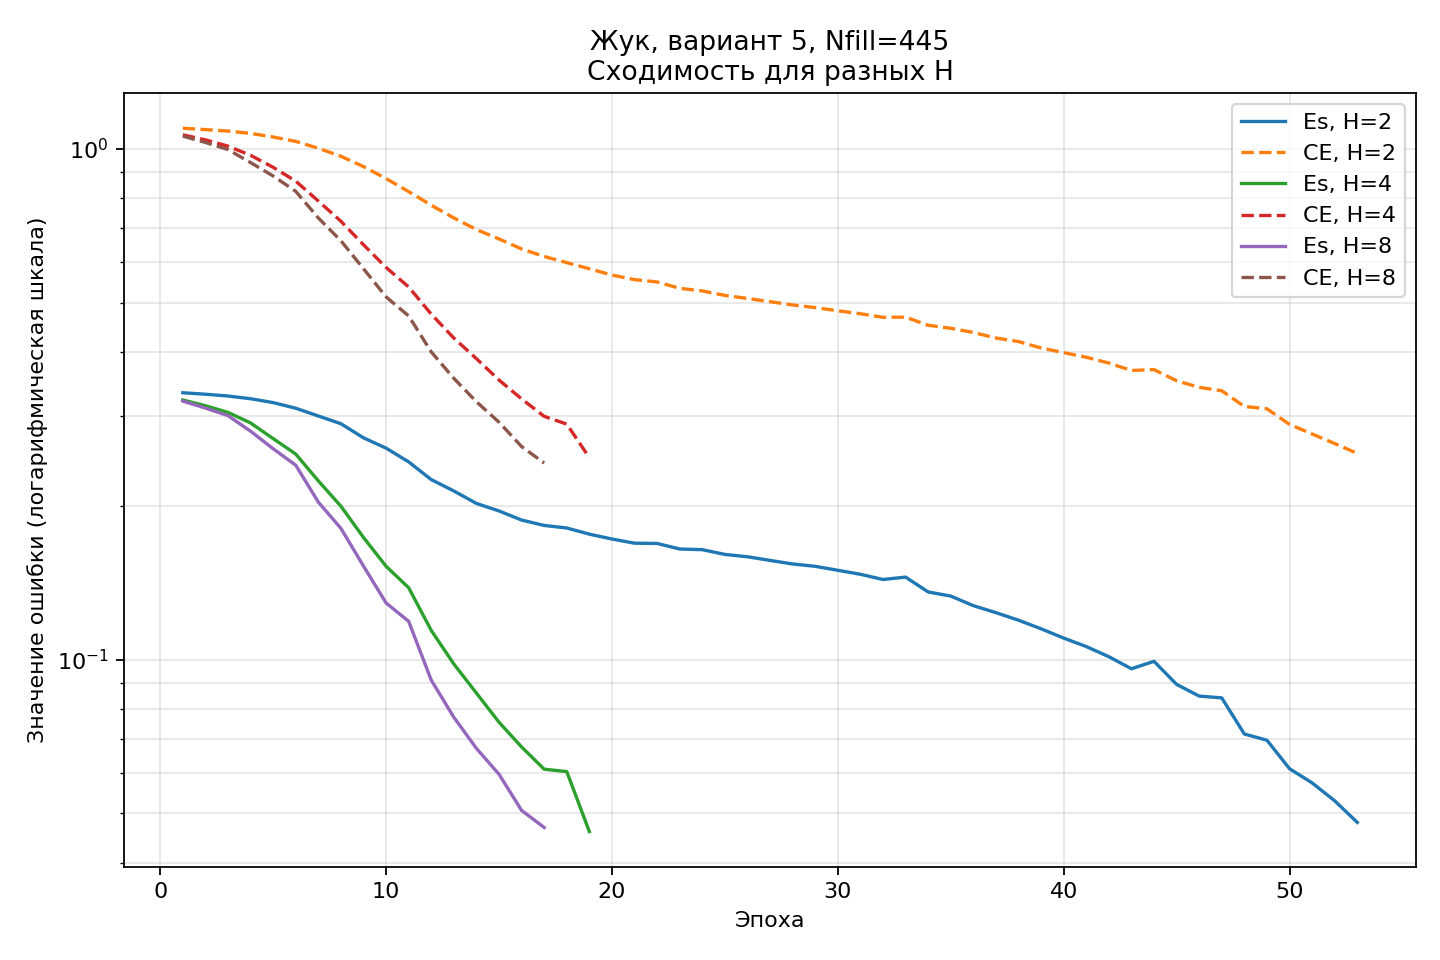 Жук, вариант 5, Nfill=445
Сходимость для разных H
Значение ошибки (логарифмическая шкала)
10⁰
10⁻¹
Es, H=2
CE, H=2
Es, H=4
CE, H=4
Es, H=8
CE, H=8
0 10 20 30 40 50
Эпоха